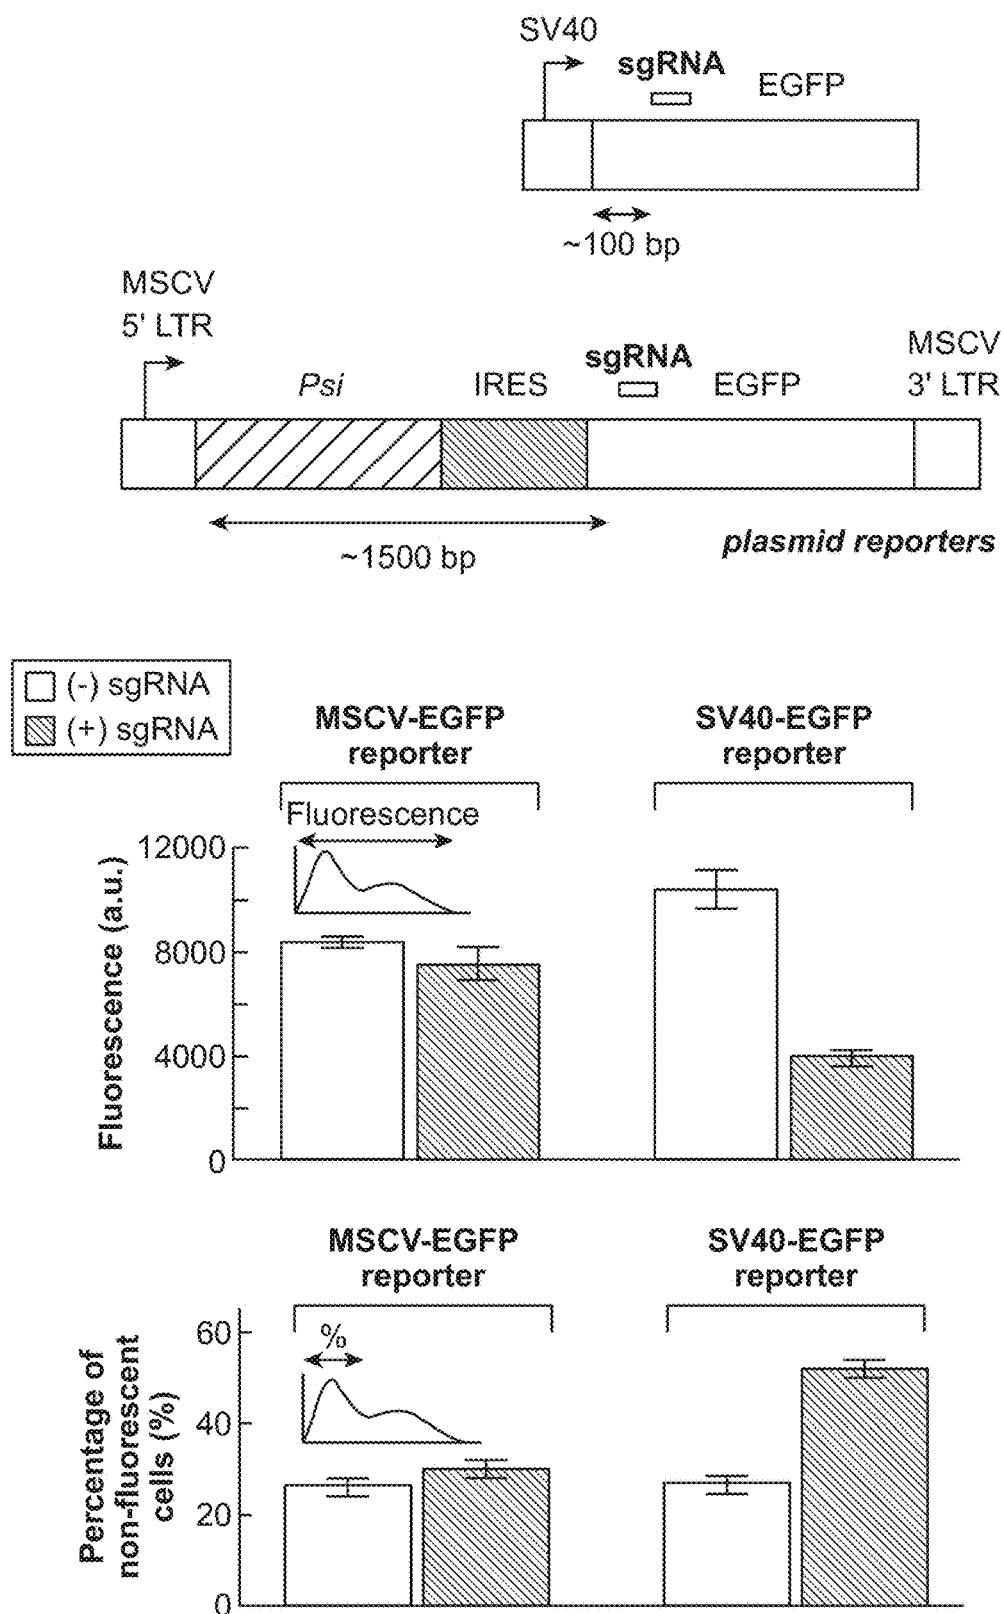 SV40
sgRNA
EGFP
~100 bp
MSCV
5' LTR
Psi
IRES
sgRNA
EGFP
MSCV
3' LTR
~1500 bp
plasmid reporters
(-) sgRNA
(+) sgRNA
MSCV-EGFP
reporter
SV40-EGFP
reporter
Fluorescence
Fluorescence (a.u.)
12000
8000
4000
0
MSCV-EGFP
reporter
SV40-EGFP
reporter
%
Percentage of
non-fluorescent
cells (%)
60
40
20
0